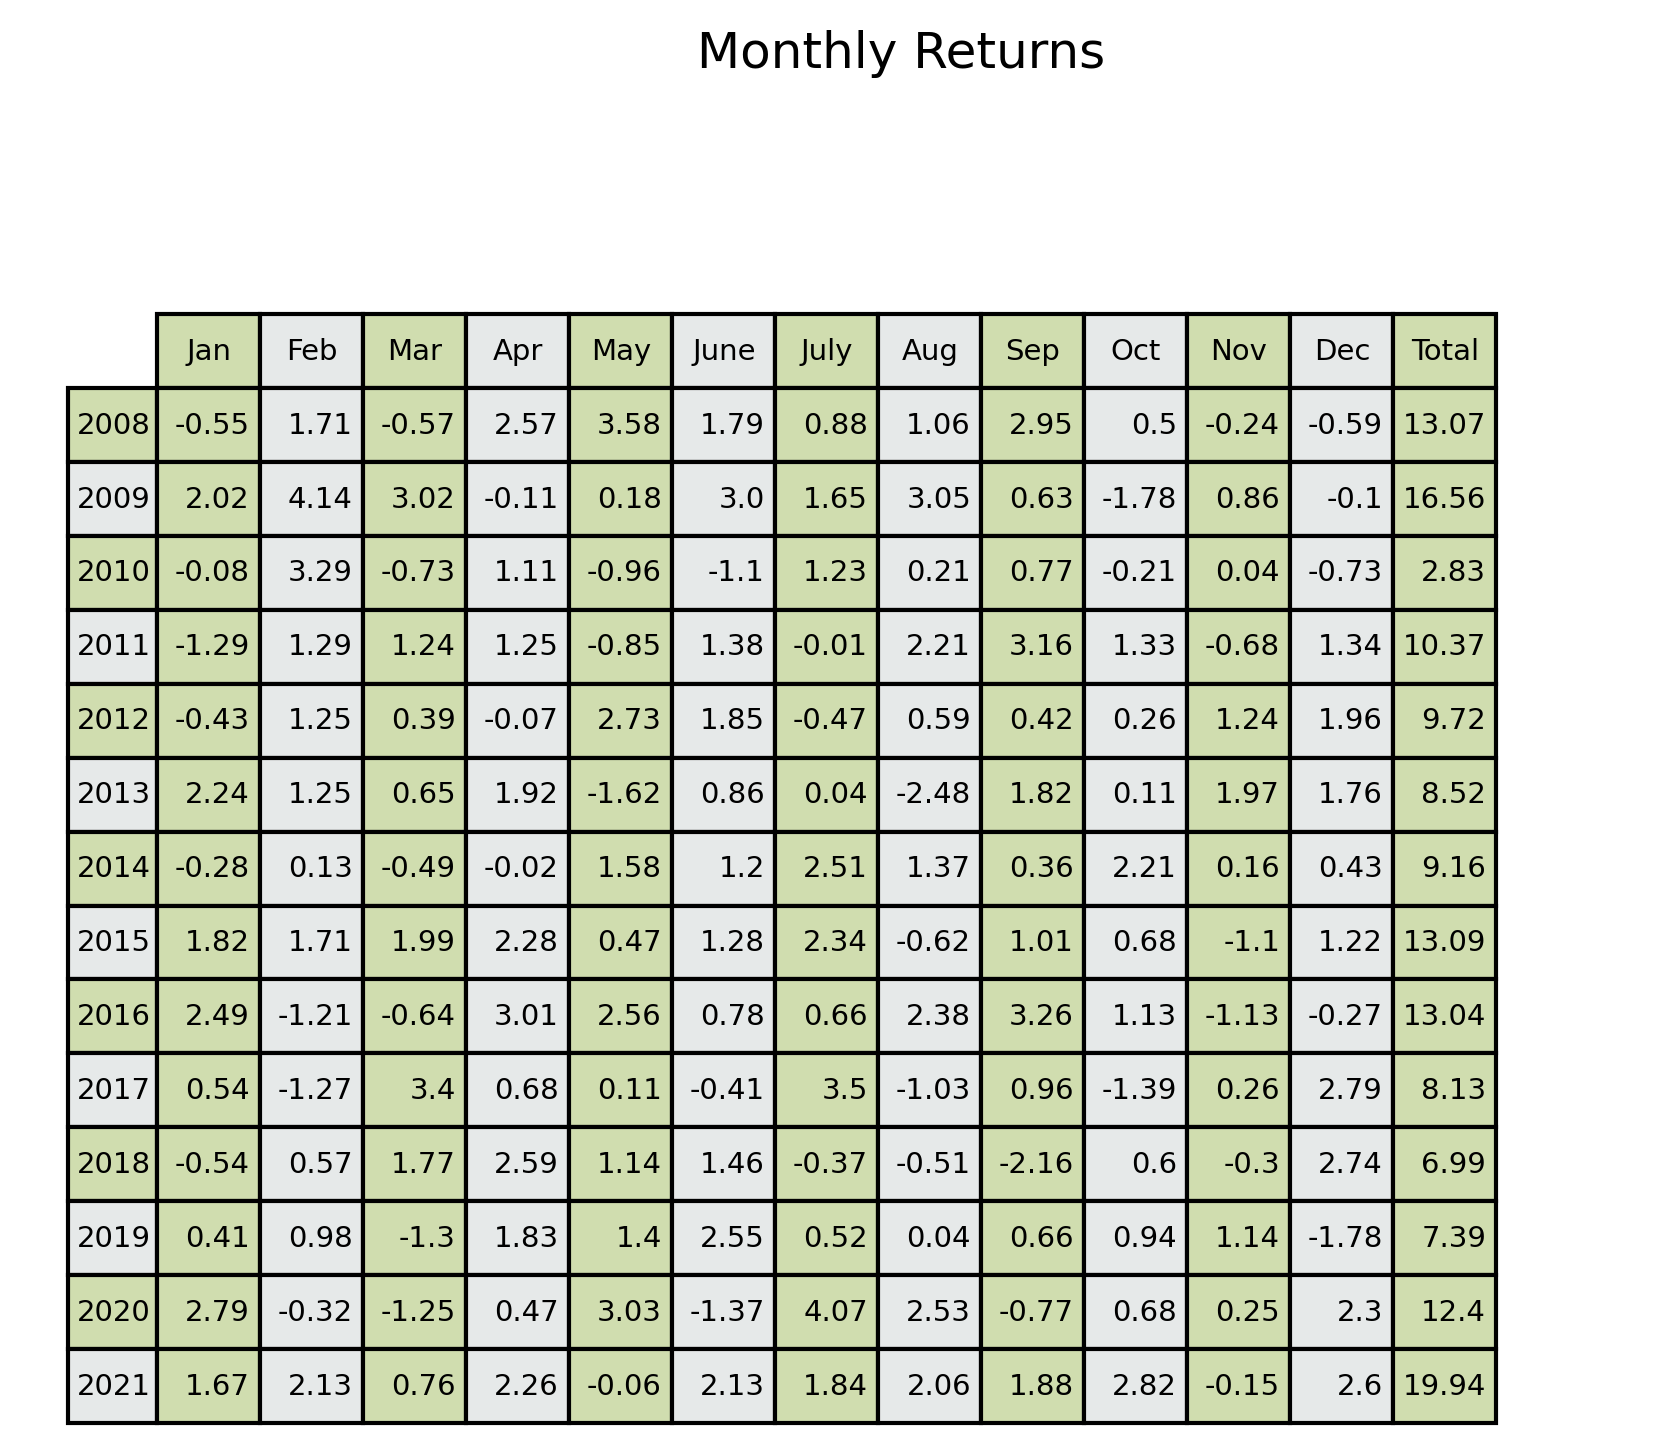 Monthly Returns
Jan Feb Mar Apr May June July Aug Sep Oct Nov Dec Total
2008 -0.55 1.71 -0.57 2.57 3.58 1.79 0.88 1.06 2.95 0.5 -0.24 -0.59 13.07
2009 2.02 4.14 3.02 -0.11 0.18 3.0 1.65 3.05 0.63 -1.78 0.86 -0.1 16.56
2010 -0.08 3.29 -0.73 1.11 -0.96 -1.1 1.23 0.21 0.77 -0.21 0.04 -0.73 2.83
2011 -1.29 1.29 1.24 1.25 -0.85 1.38 -0.01 2.21 3.16 1.33 -0.68 1.34 10.37
2012 -0.43 1.25 0.39 -0.07 2.73 1.85 -0.47 0.59 0.42 0.26 1.24 1.96 9.72
2013 2.24 1.25 0.65 1.92 -1.62 0.86 0.04 -2.48 1.82 0.11 1.97 1.76 8.52
2014 -0.28 0.13 -0.49 -0.02 1.58 1.2 2.51 1.37 0.36 2.21 0.16 0.43 9.16
2015 1.82 1.71 1.99 2.28 0.47 1.28 2.34 -0.62 1.01 0.68 -1.1 1.22 13.09
2016 2.49 -1.21 -0.64 3.01 2.56 0.78 0.66 2.38 3.26 1.13 -1.13 -0.27 13.04
2017 0.54 -1.27 3.4 0.68 0.11 -0.41 3.5 -1.03 0.96 -1.39 0.26 2.79 8.13
2018 -0.54 0.57 1.77 2.59 1.14 1.46 -0.37 -0.51 -2.16 0.6 -0.3 2.74 6.99
2019 0.41 0.98 -1.3 1.83 1.4 2.55 0.52 0.04 0.66 0.94 1.14 -1.78 7.39
2020 2.79 -0.32 -1.25 0.47 3.03 -1.37 4.07 2.53 -0.77 0.68 0.25 2.3 12.4
2021 1.67 2.13 0.76 2.26 -0.06 2.13 1.84 2.06 1.88 2.82 -0.15 2.6 19.94